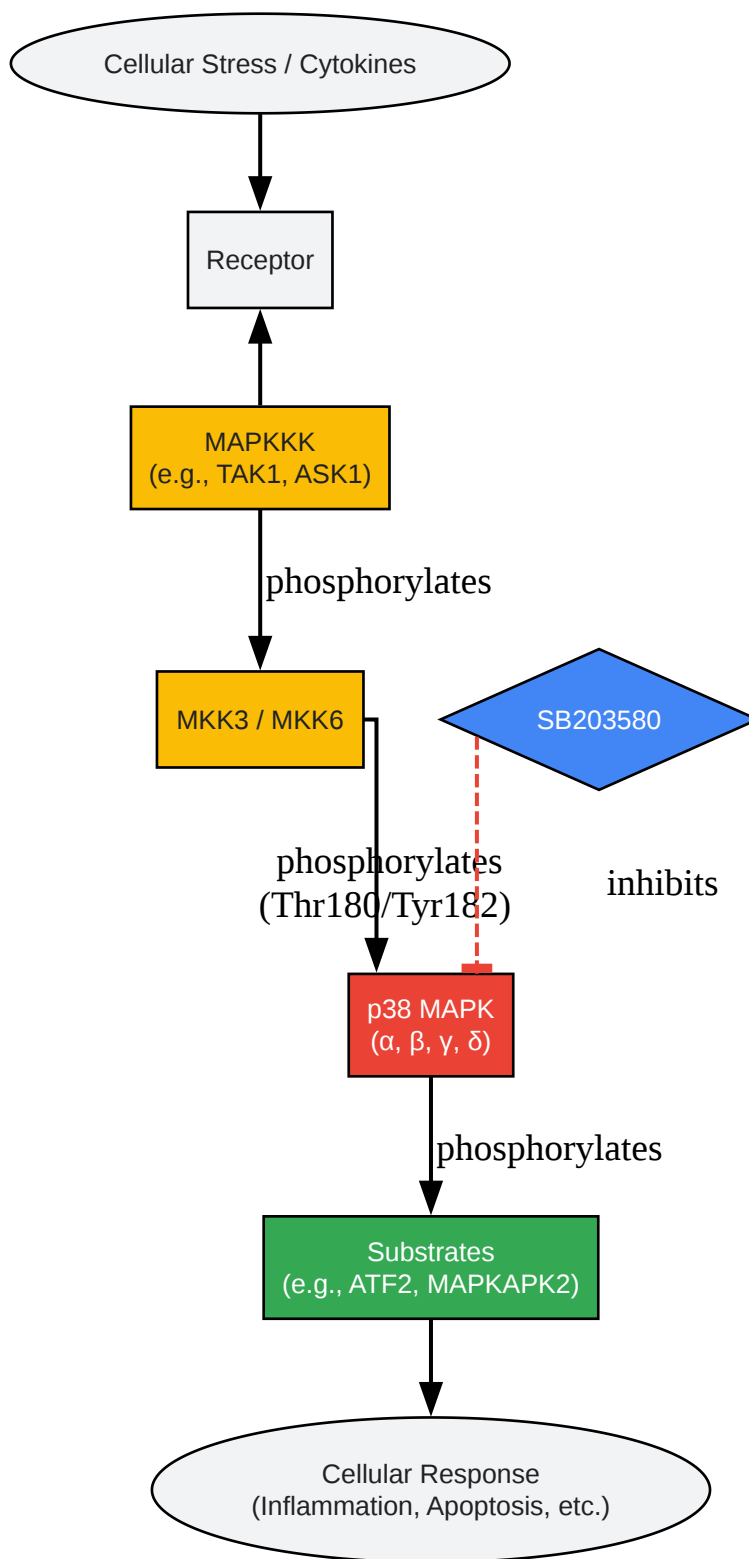 Cellular Stress / Cytokines
Receptor
MAPKKK
(e.g., TAK1, ASK1)
phosphorylates
MKK3 / MKK6
SB203580
phosphorylates
(Thr180/Tyr182)
inhibits
p38 MAPK
(α, β, γ, δ)
phosphorylates
Substrates
(e.g., ATF2, MAPKAPK2)
Cellular Response
(Inflammation, Apoptosis, etc.)